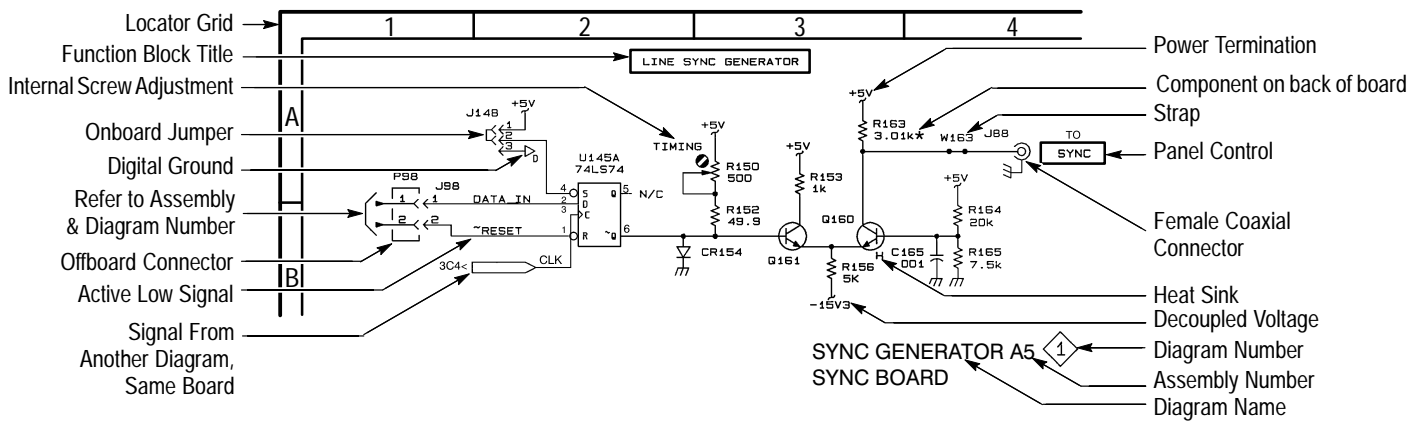 Locator Grid
Function Block Title
Internal Screw Adjustment
Onboard Jumper
Digital Ground
Refer to Assembly
& Diagram Number
Offboard Connector
Active Low Signal
Signal From
Another Diagram,
Same Board
1
2
3
4
A
B
LINE SYNC GENERATOR
J148
+5V
1
2
3
D
U145A
74LS74
P98
J98
1
1
2
2
DATA_IN
~RESET
3C4<
CLK
4
2
3
1
S
D
C
R
Q
~Q
5
6
N/C
TIMING
+5V
R150
500
R152
49.9
CR154
+5V
R153
1k
Q161
Q160
R156
5K
-15V3
+5V
R163
3.01k*
W163
J88
TO
SYNC
+5V
R164
20k
C165
.001
R165
7.5k
H
SYNC GENERATOR A5
1
SYNC BOARD
Power Termination
Component on back of board
Strap
Panel Control
Female Coaxial
Connector
Heat Sink
Decoupled Voltage
Diagram Number
Assembly Number
Diagram Name